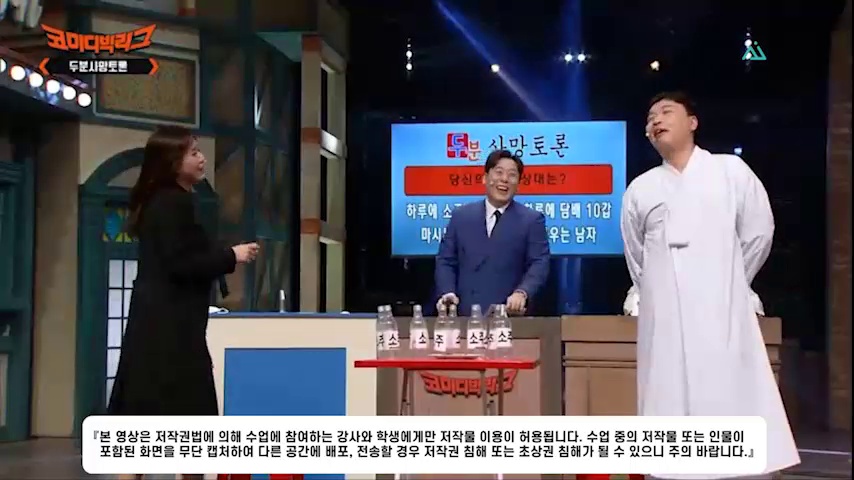 코미디빅리그
두분사망토론
두분 사망토론
당신의 상대는?
하루에 소 하루에 담배 10갑
마시 우는 남자
주 소 주 소주 소주
코미디빅리그
『본 영상은 저작권법에 의해 수업에 참여하는 강사와 학생에게만 저작물 이용이 허용됩니다. 수업 중의 저작물 또는 인물이
포함된 화면을 무단 캡처하여 다른 공간에 배포, 전송할 경우 저작권 침해 또는 초상권 침해가 될 수 있으니 주의 바랍니다.』